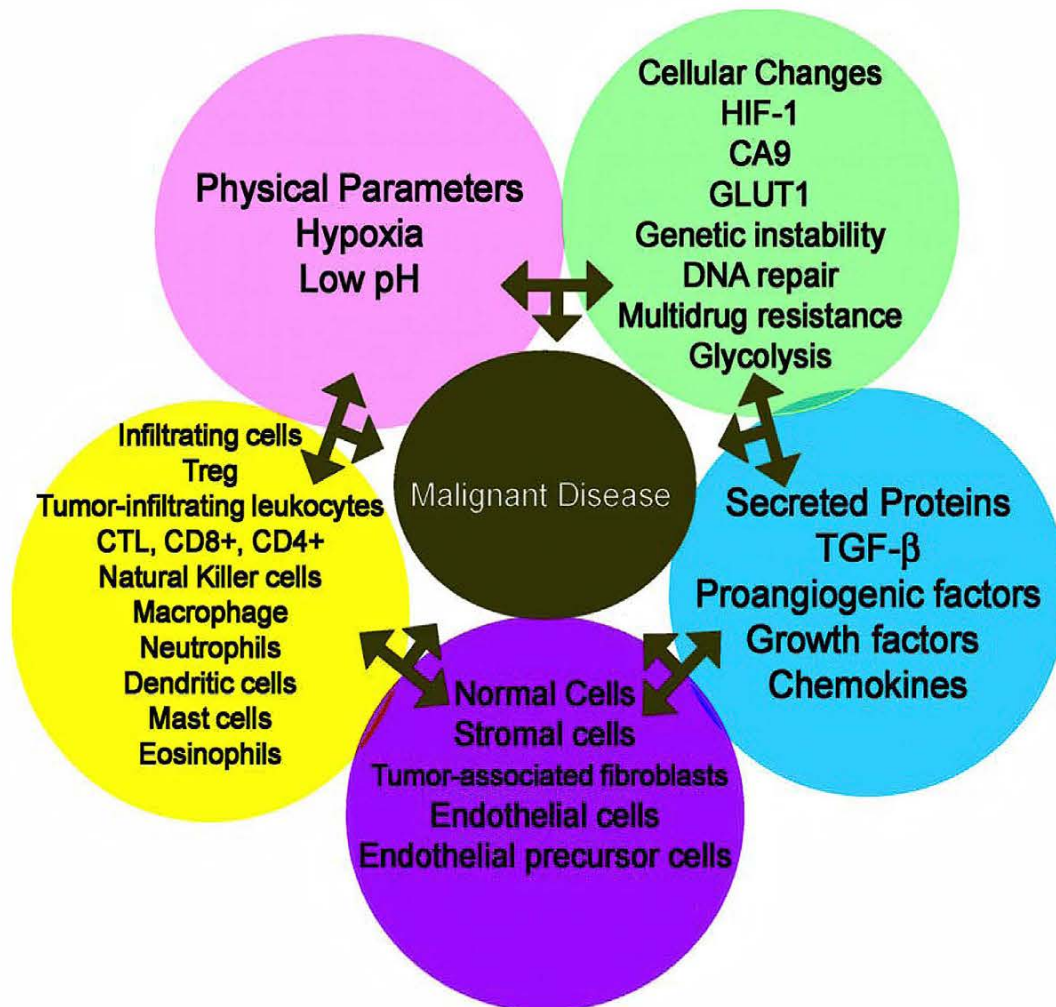 Physical Parameters
Hypoxia
Low pH
Cellular Changes
HIF-1
CA9
GLUT1
Genetic instability
DNA repair
Multidrug resistance
Glycolysis
Malignant Disease
Infiltrating cells
Treg
Tumor-infiltrating leukocytes
CTL, CD8+, CD4+
Natural Killer cells
Macrophage
Neutrophils
Dendritic cells
Mast cells
Eosinophils
Secreted Proteins
TGF-β
Proangiogenic factors
Growth factors
Chemokines
Normal Cells
Stromal cells
Tumor-associated fibroblasts
Endothelial cells
Endothelial precursor cells